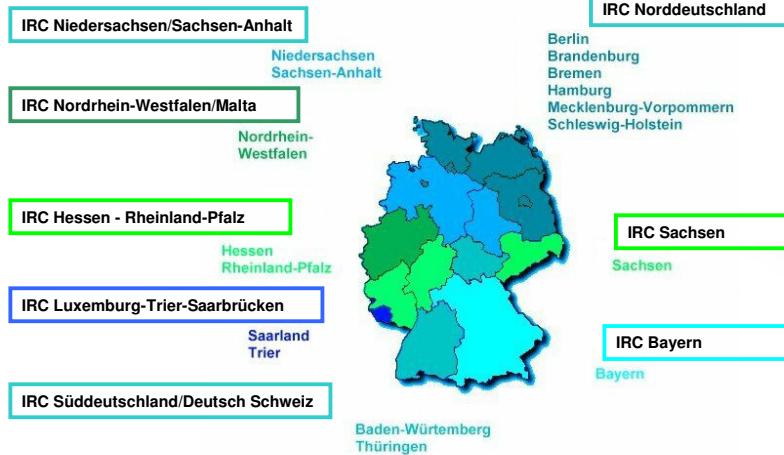 IRC Niedersachsen/Sachsen-Anhalt
Niedersachsen
Sachsen-Anhalt
IRC Norddeutschland
Berlin
Brandenburg
Bremen
Hamburg
Mecklenburg-Vorpommern
Schleswig-Holstein
IRC Nordrhein-Westfalen/Malta
Nordrhein-
Westfalen
IRC Hessen - Rheinland-Pfalz
Hessen
Rheinland-Pfalz
IRC Sachsen
Sachsen
IRC Luxemburg-Trier-Saarbrücken
Saarland
Trier
IRC Bayern
Bayern
IRC Süddeutschland/Deutsch Schweiz
Baden-Würtemberg
Thüringen